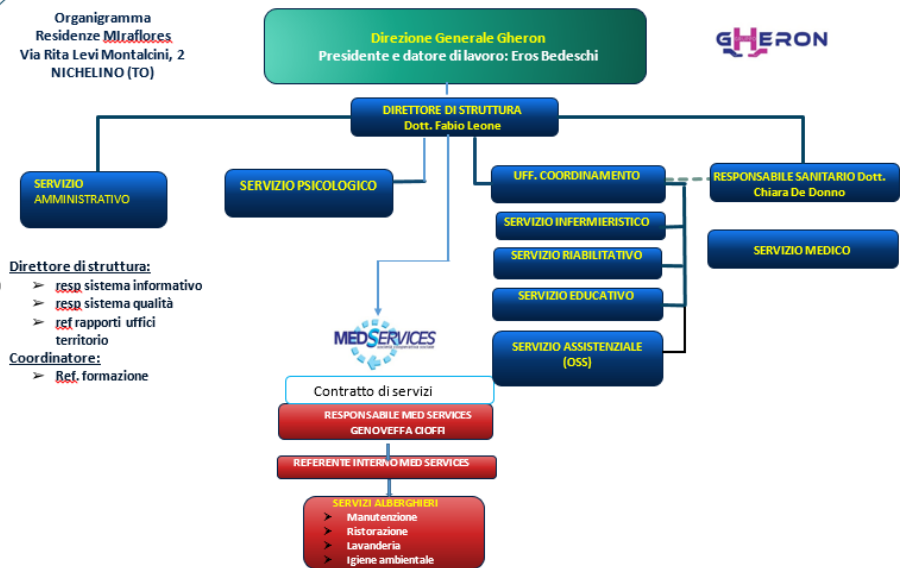 Organigramma
Residenze MIraflores
Via Rita Levi Montalcini, 2
NICHELINO (TO)
Direzione Generale Gheron
Presidente e datore di lavoro: Eros Bedeschi
GHERON
DIRETTORE DI STRUTTURA
Dott. Fabio Leone
SERVIZIO
AMMINISTRATIVO
SERVIZIO PSICOLOGICO
UFF. COORDINAMENTO
RESPONSABILE SANITARIO Dott.
Chiara De Donno
SERVIZIO INFERMIERISTICO
SERVIZIO MEDICO
SERVIZIO RIABILITATIVO
SERVIZIO EDUCATIVO
SERVIZIO ASSISTENZIALE
(OSS)
Direttore di struttura:
➢ resp sistema informativo
➢ resp sistema qualità
➢ ref rapporti uffici
territorio
Coordinatore:
➢ Ref. formazione
MEDSERVICES
società cooperativa sociale
Contratto di servizi
RESPONSABILE MED SERVICES
GENOVEFFA CIOFFI
REFERENTE INTERNO MED SERVICES
SERVIZI ALBERGHIERI
➢ Manutenzione
➢ Ristorazione
➢ Lavanderia
➢ Igiene ambientale